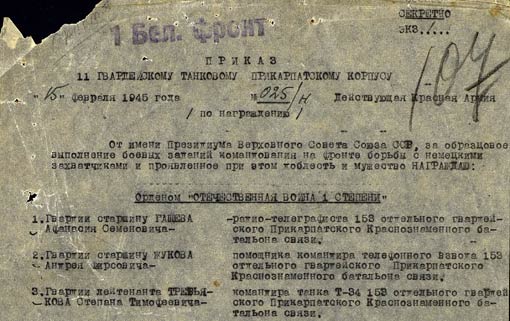 СЕКРЕТНО
1 Бел. фронт
экз.....
ПРИКАЗ
104
11 ГВАРДЕЙСКОМУ ТАНКОВОМУ ПРИКАРПАТСКОМУ КОРПУСУ
"15" февраля 1945 года № 025/н Действующая Красная Армия
/ по награждению /
От имени Президиума Верховного Совета Союза ССР, за образцовое
выполнение боевых заданий командования на фронте борьбы с немецкими
захватчиками и проявленное при этом доблесть и мужество НАГРАЖДАЮ:
Орденом "ОТЕЧЕСТВЕННАЯ ВОЙНА 1 СТЕПЕНИ"
1. Гвардии старшину ГАШЕВА -радио-телеграфиста 153 отдельного гвардей-
Афанасия Семеновича- ского Прикарпатского Краснознаменного ба-
тальона связи.
2. Гвардии старшину ЖУКОВА помощника командира телефонного взвода 153
Андрея Фирсовича- отдельного гвардейского Прикарпатского
Краснознаменного батальона связи.
3. Гвардии лейтенанта ТРЕТЬЯ- командира танка Т-34 153 отдельного гвардей
КОВА Степана Тимофеевича- ского Прикарпатского Краснознаменного ба-
тальона связи.